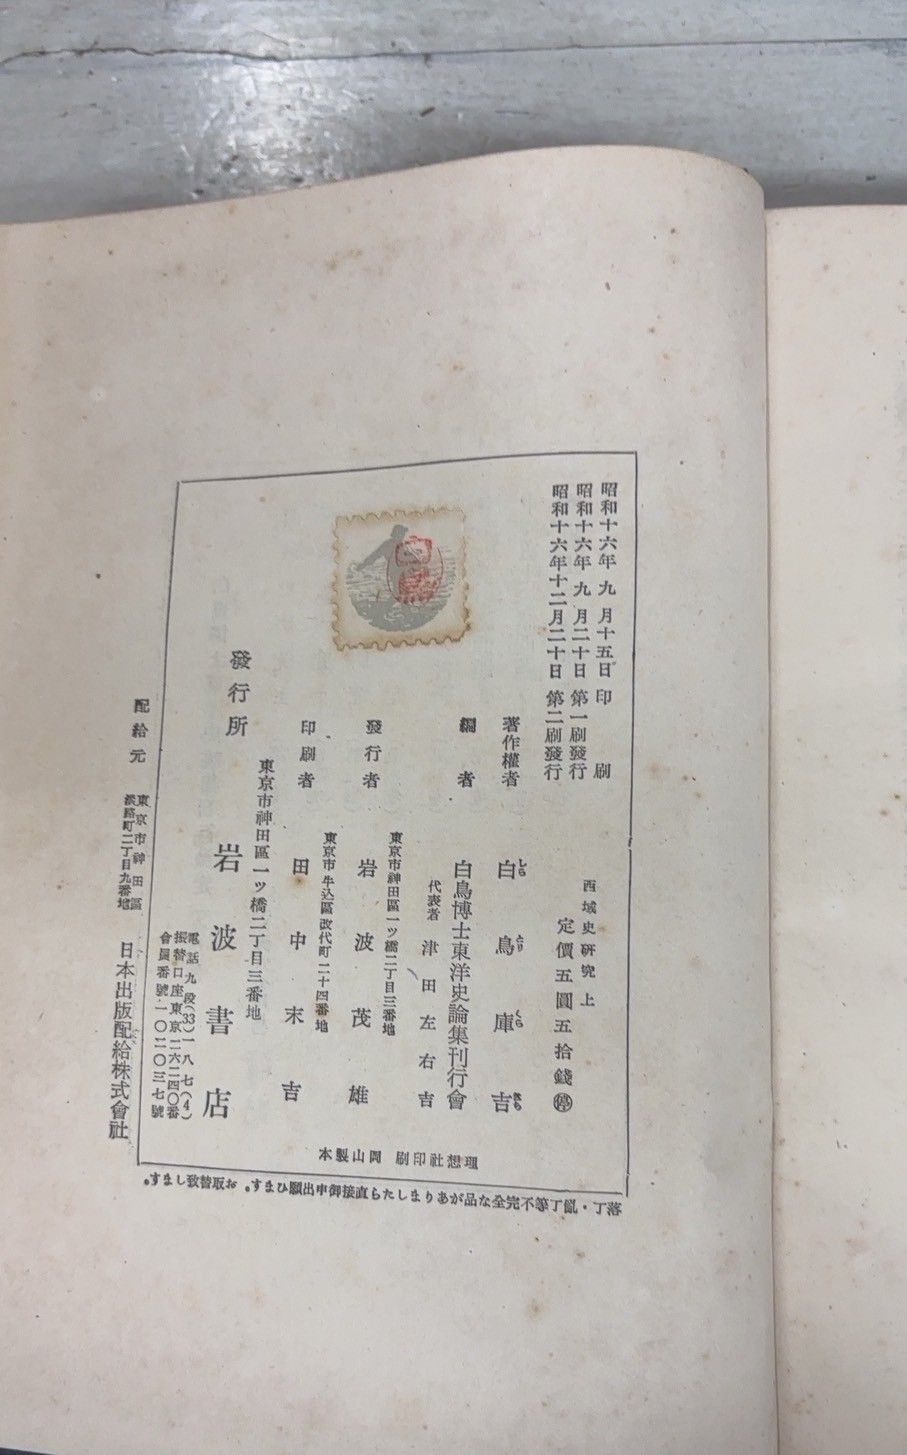 昭和十六年九月十五日印刷
昭和十六年九月二十日第一刷發行
昭和十六年十二月二十日第二刷發行
西域史研究上
定價五圓五拾錢 停
著作權者 白鳥庫吉
しらとりくらきち
編者 白鳥博士東洋史論集刊行會
代表者 津田左右吉
東京市神田區一ツ橋二丁目三番地
發行者 岩波茂雄
東京市牛込區改代町二十四番地
印刷者 田中末吉
東京市神田區一ツ橋二丁目三番地
發行所 岩波書店
電話九段(33)一八七(4)
振替口座東京二六二四〇番
會員番號一〇二〇三七號
理想社印刷 岡山製本
落丁・亂丁等不完全な品がありましたら直接御申出願ひます。お取替致します。
配給元
東京市神田區
淡路町二丁目九番地
日本出版配給株式會社